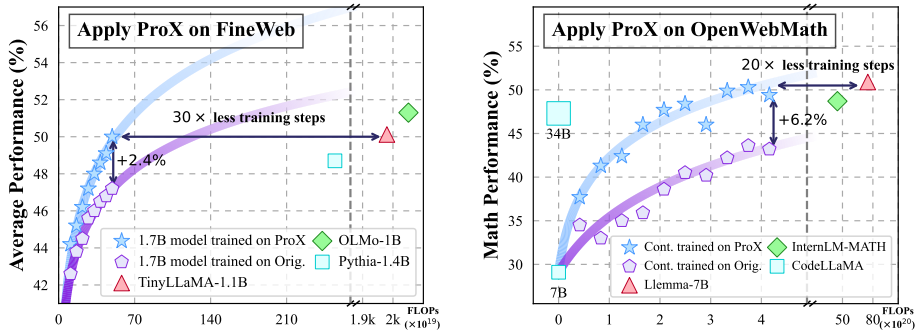 Apply ProX on FineWeb
Average Performance (%)
56
54
52
50
48
46
44
42
30 × less training steps
+2.4%
1.7B model trained on ProX
1.7B model trained on Orig.
TinyLLaMA-1.1B
OLMo-1B
Pythia-1.4B
0
70
140
210
1.9k
2k
FLOPs
(×10¹⁹)
Apply ProX on OpenWebMath
Math Performance (%)
55
50
45
40
35
30
20 × less training steps
+6.2%
34B
7B
Cont. trained on ProX
Cont. trained on Orig.
Llemma-7B
InternLM-MATH
CodeLLaMA
0
1
2
3
4
50
80
FLOPs
(×10²⁰)